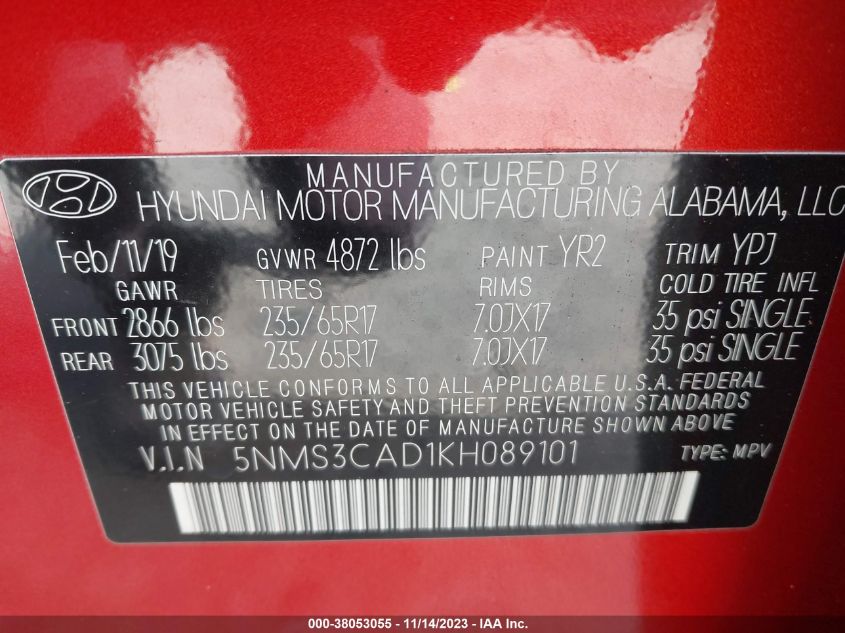 MANUFACTURED BY
HYUNDAI MOTOR MANUFACTURING ALABAMA, LLC
Feb/11/19 GVWR 4872 lbs PAINT YR2 TRIM YPJ
GAWR TIRES RIMS COLD TIRE INFL
FRONT 2866 lbs 235/65R17 7.0JX17 35 psi SINGLE
REAR 3075 lbs 235/65R17 7.0JX17 35 psi SINGLE
THIS VEHICLE CONFORMS TO ALL APPLICABLE U.S.A. FEDERAL
MOTOR VEHICLE SAFETY AND THEFT PREVENTION STANDARDS
IN EFFECT ON THE DATE OF MANUFACTURE SHOWN ABOVE
V.I.N 5NMS3CAD1KH089101 TYPE: MPV
000-38053055 - 11/14/2023 - IAA Inc.